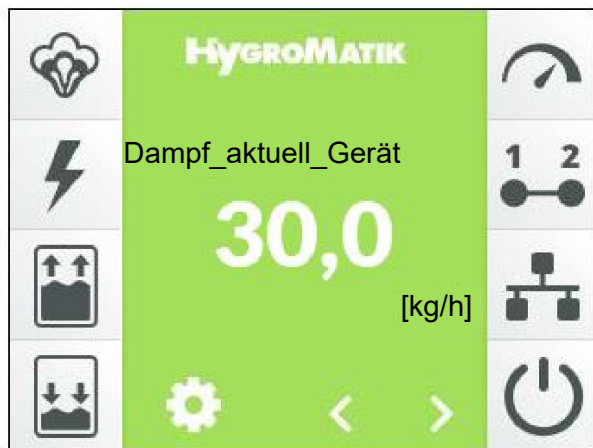 HYGROMATIK
Dampf_aktuell_Gerät
1 2
30,0
[kg/h]